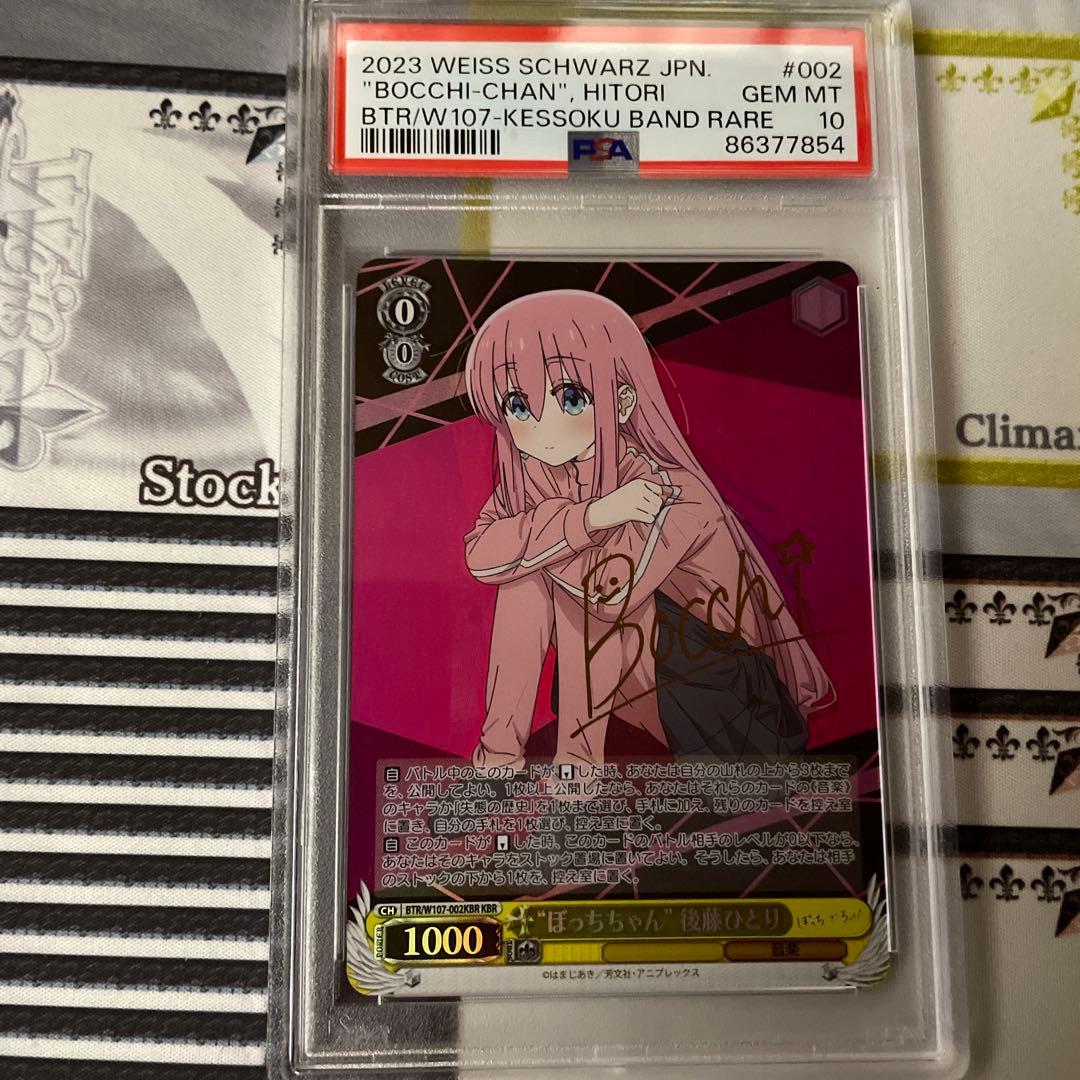 2023 WEISS SCHWARZ JPN. #002
"BOCCHI-CHAN", HITORI GEM MT
BTR/W107-KESSOKU BAND RARE 10
PSA 86377854
LEVEL
0
0
COST
Stock
Climax
Bocchi
自 バトル中のこのカードがした時、あなたは自分の山札の上から3枚まで
を、公開してよい。1枚以上公開したなら、あなたはそれらのカードの《音楽》
のキャラか「失態の歴史」を1枚まで選び、手札に加え、残りのカードを控え室
に置き、自分の手札を1枚選び、控え室に置く。
自 このカードがした時、このカードのバトル相手のレベルが0以下なら、
あなたはそのキャラをストック置場に置いてよい。そうしたら、あなたは相手
のストックの下から1枚を、控え室に置く。
CH BTR/W107-002KBR KBR
"ぼっちちゃん" 後藤ひとり ぼっち・ざ・ろっく!
POWER 1000 SOUL 音楽
©はまじあき/芳文社・アニプレックス